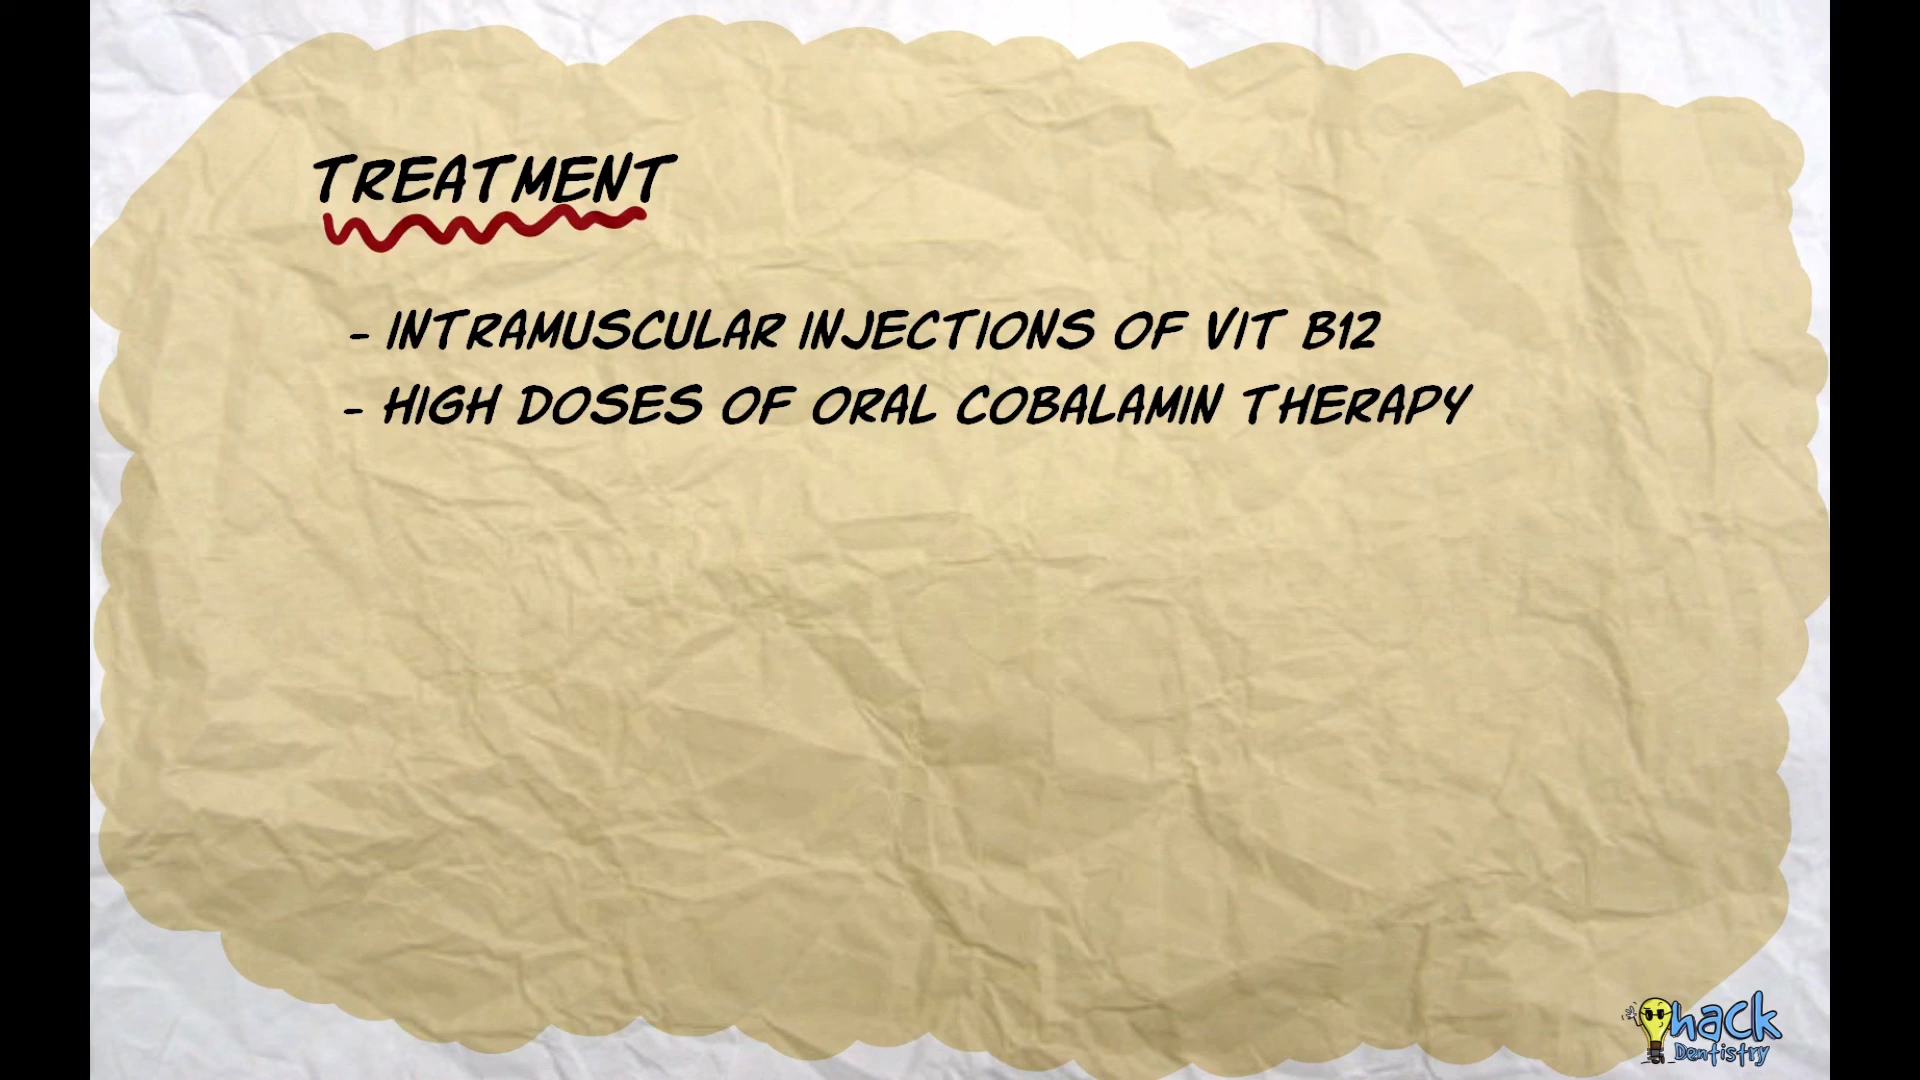 TREATMENT
- INTRAMUSCULAR INJECTIONS OF VIT B12
- HIGH DOSES OF ORAL COBALAMIN THERAPY
hack
Dentistry